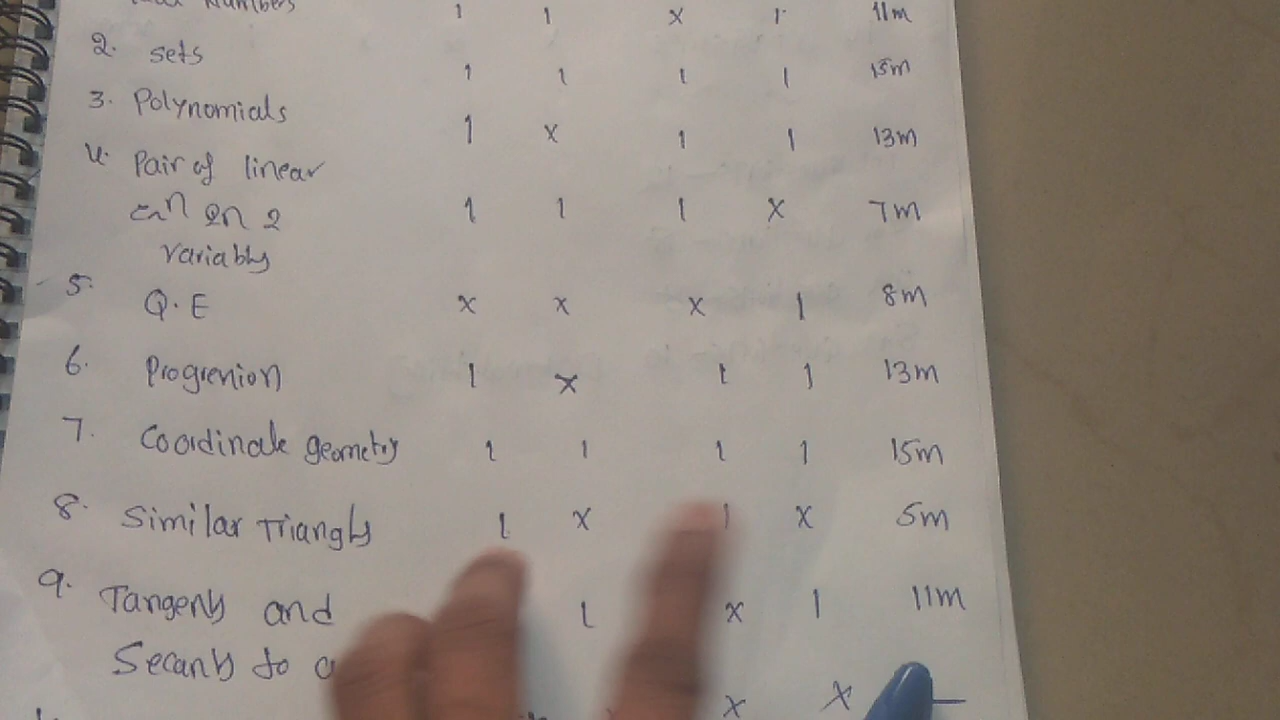 Numbers 1 1 x 1 11m
2. sets 1 1 1 1 15m
3. Polynomials 1 x 1 1 13m
4. Pair of linear
Eqn in 2 1 1 1 x 7m
variables
5. Q.E x x x 1 8m
6. Progression 1 x 1 1 13m
7. Coordinate geometry 1 1 1 1 15m
8. Similar Triangles 1 x 1 x 5m
9. Tangents and 1 x 1 11m
Secants to a
x x —